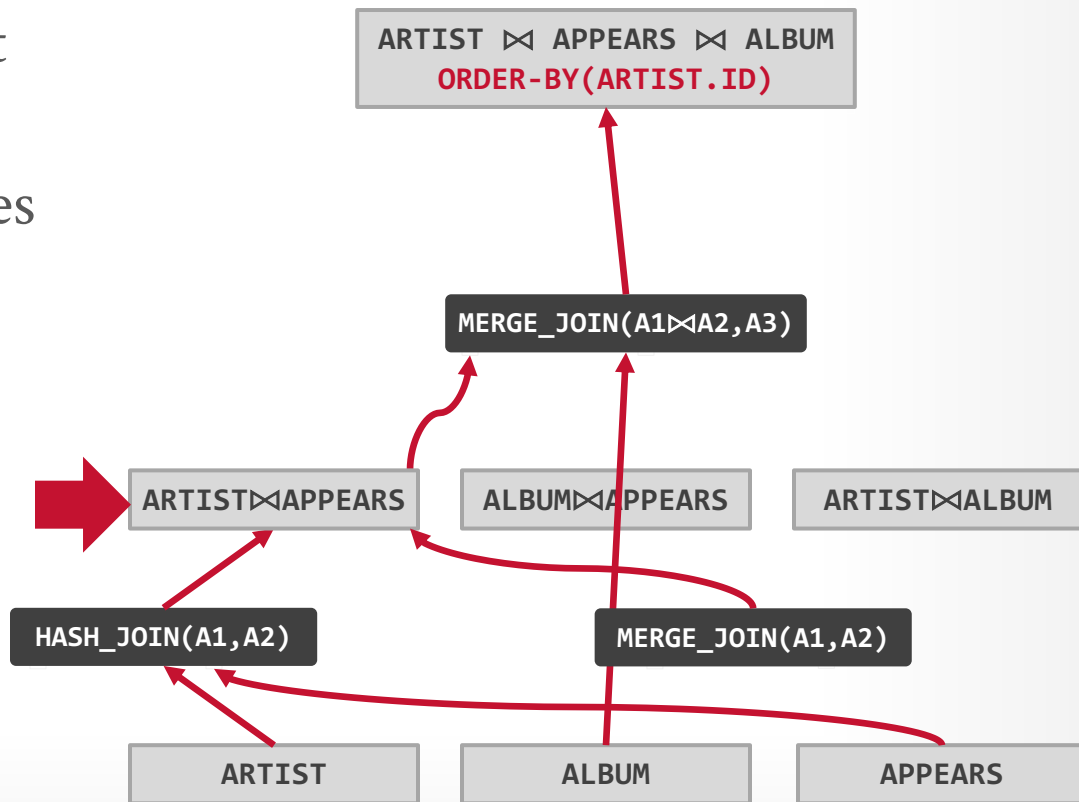 ARTIST ⋈ APPEARS ⋈ ALBUM
ORDER-BY(ARTIST.ID)
MERGE_JOIN(A1⋈A2,A3)
ARTIST⋈APPEARS
ALBUM⋈APPEARS
ARTIST⋈ALBUM
HASH_JOIN(A1,A2)
MERGE_JOIN(A1,A2)
ARTIST
ALBUM
APPEARS